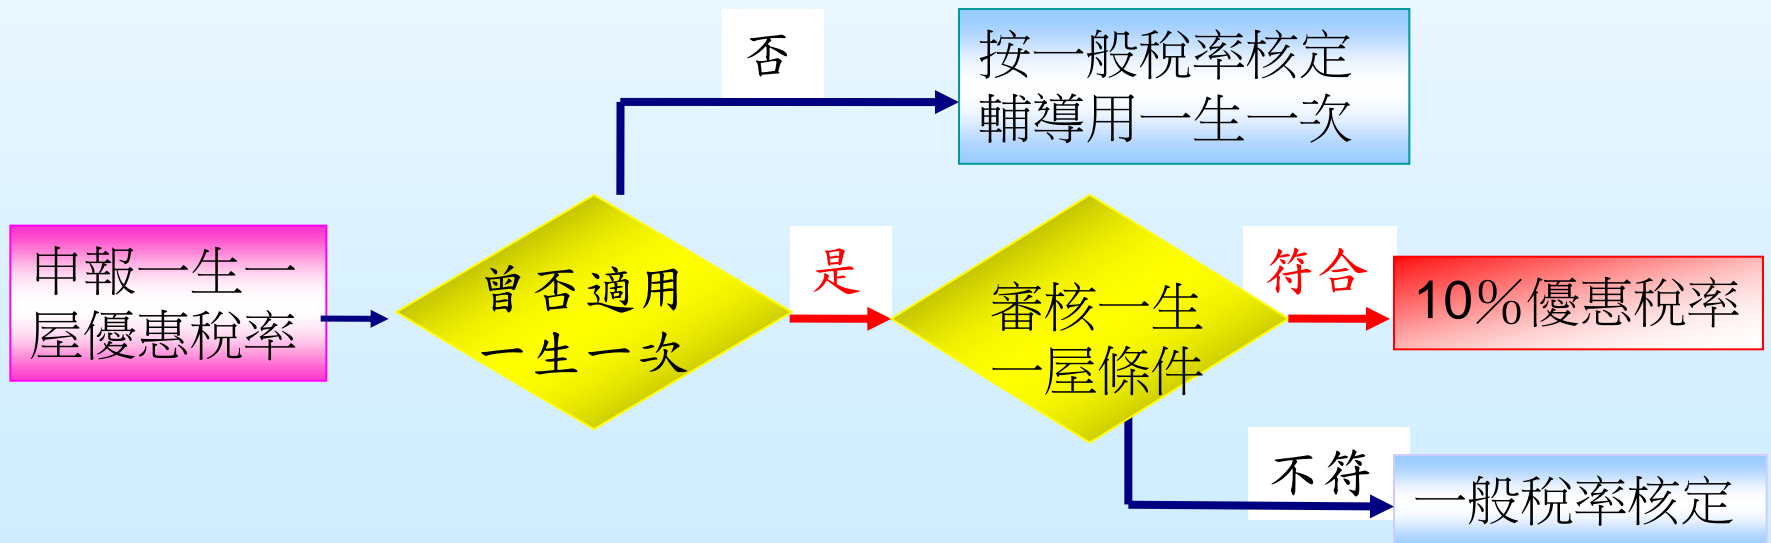 否
按一般稅率核定
輔導用一生一次
申報一生一
屋優惠稅率
曾否適用
一生一次
是
審核一生
一屋條件
符合
10%優惠稅率
不符
一般稅率核定